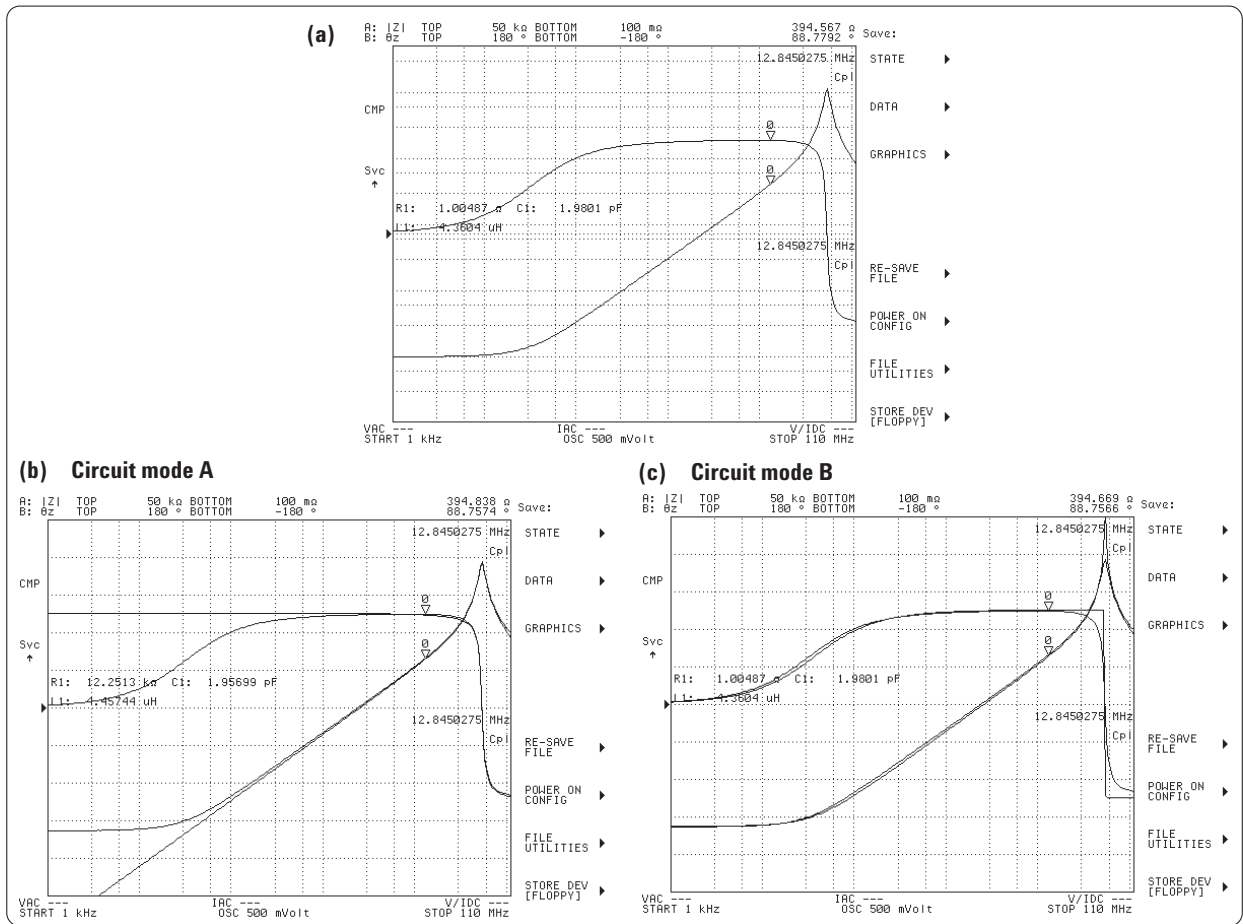 (a)
A: |Z| TOP 50 kΩ BOTTOM 100 mΩ 394.567 Ω
B: θz TOP 180 ° BOTTOM -180 ° 88.7792 ° Save:
12.8450275 MHz
Cpl
STATE
CMP
DATA
0
GRAPHICS
Svc
0
R1: 1.00487 Ω C1: 1.9801 pF
L1: 4.3604 uH
12.8450275 MHz
Cpl
RE-SAVE
FILE
POWER ON
CONFIG
FILE
UTILITIES
STORE DEV
[FLOPPY]
VAC --- IAC --- V/IDC ---
START 1 kHz OSC 500 mVolt STOP 110 MHz
(b) Circuit mode A
A: |Z| TOP 50 kΩ BOTTOM 100 mΩ 394.838 Ω
B: θz TOP 180 ° BOTTOM -180 ° 88.7574 ° Save:
12.8450275 MHz
Cpl
STATE
CMP
DATA
0
GRAPHICS
Svc
0
R1: 12.2513 kΩ C1: 1.95699 pF
L1: 4.45744 uH
12.8450275 MHz
Cpl
RE-SAVE
FILE
POWER ON
CONFIG
FILE
UTILITIES
STORE DEV
[FLOPPY]
VAC --- IAC --- V/IDC ---
START 1 kHz OSC 500 mVolt STOP 110 MHz
(c) Circuit mode B
A: |Z| TOP 50 kΩ BOTTOM 100 mΩ 394.669 Ω
B: θz TOP 180 ° BOTTOM -180 ° 88.7566 ° Save:
12.8450275 MHz
Cpl
STATE
CMP
DATA
0
GRAPHICS
Svc
0
R1: 1.00487 Ω C1: 1.9801 pF
L1: 4.3604 uH
12.8450275 MHz
Cpl
RE-SAVE
FILE
POWER ON
CONFIG
FILE
UTILITIES
STORE DEV
[FLOPPY]
VAC --- IAC --- V/IDC ---
START 1 kHz OSC 500 mVolt STOP 110 MHz